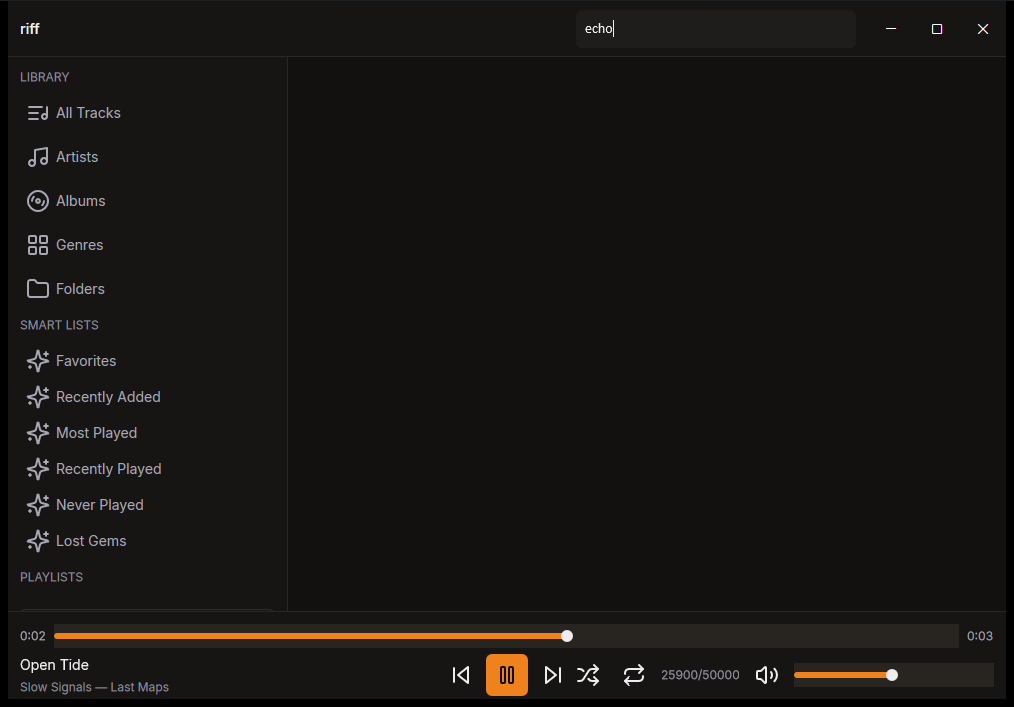 riff
echo
LIBRARY
All Tracks
Artists
Albums
Genres
Folders
SMART LISTS
Favorites
Recently Added
Most Played
Recently Played
Never Played
Lost Gems
PLAYLISTS
0:02
0:03
Open Tide
Slow Signals — Last Maps
25900/50000